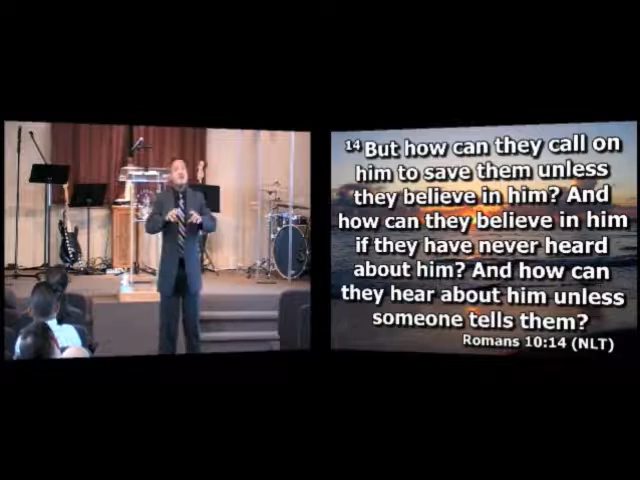 14 But how can they call on
him to save them unless
they believe in him? And
how can they believe in him
if they have never heard
about him? And how can
they hear about him unless
someone tells them?
Romans 10:14 (NLT)